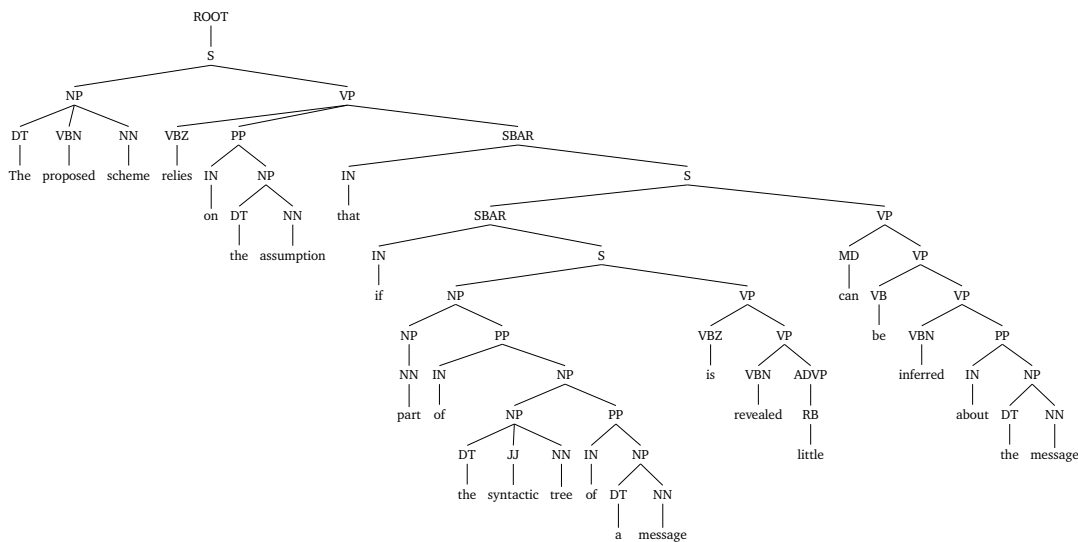 ROOT
S
NP VP
DT VBN NN VBZ PP SBAR
The proposed scheme relies IN NP IN S
on DT NN that SBAR VP
the assumption IN S MD VP
if NP VP can VB VP
NP PP VBZ VP be VBN PP
NN IN NP is VBN ADVP inferred IN NP
part of NP PP revealed RB about DT NN
DT JJ NN IN NP little the message
the syntactic tree of DT NN
a message